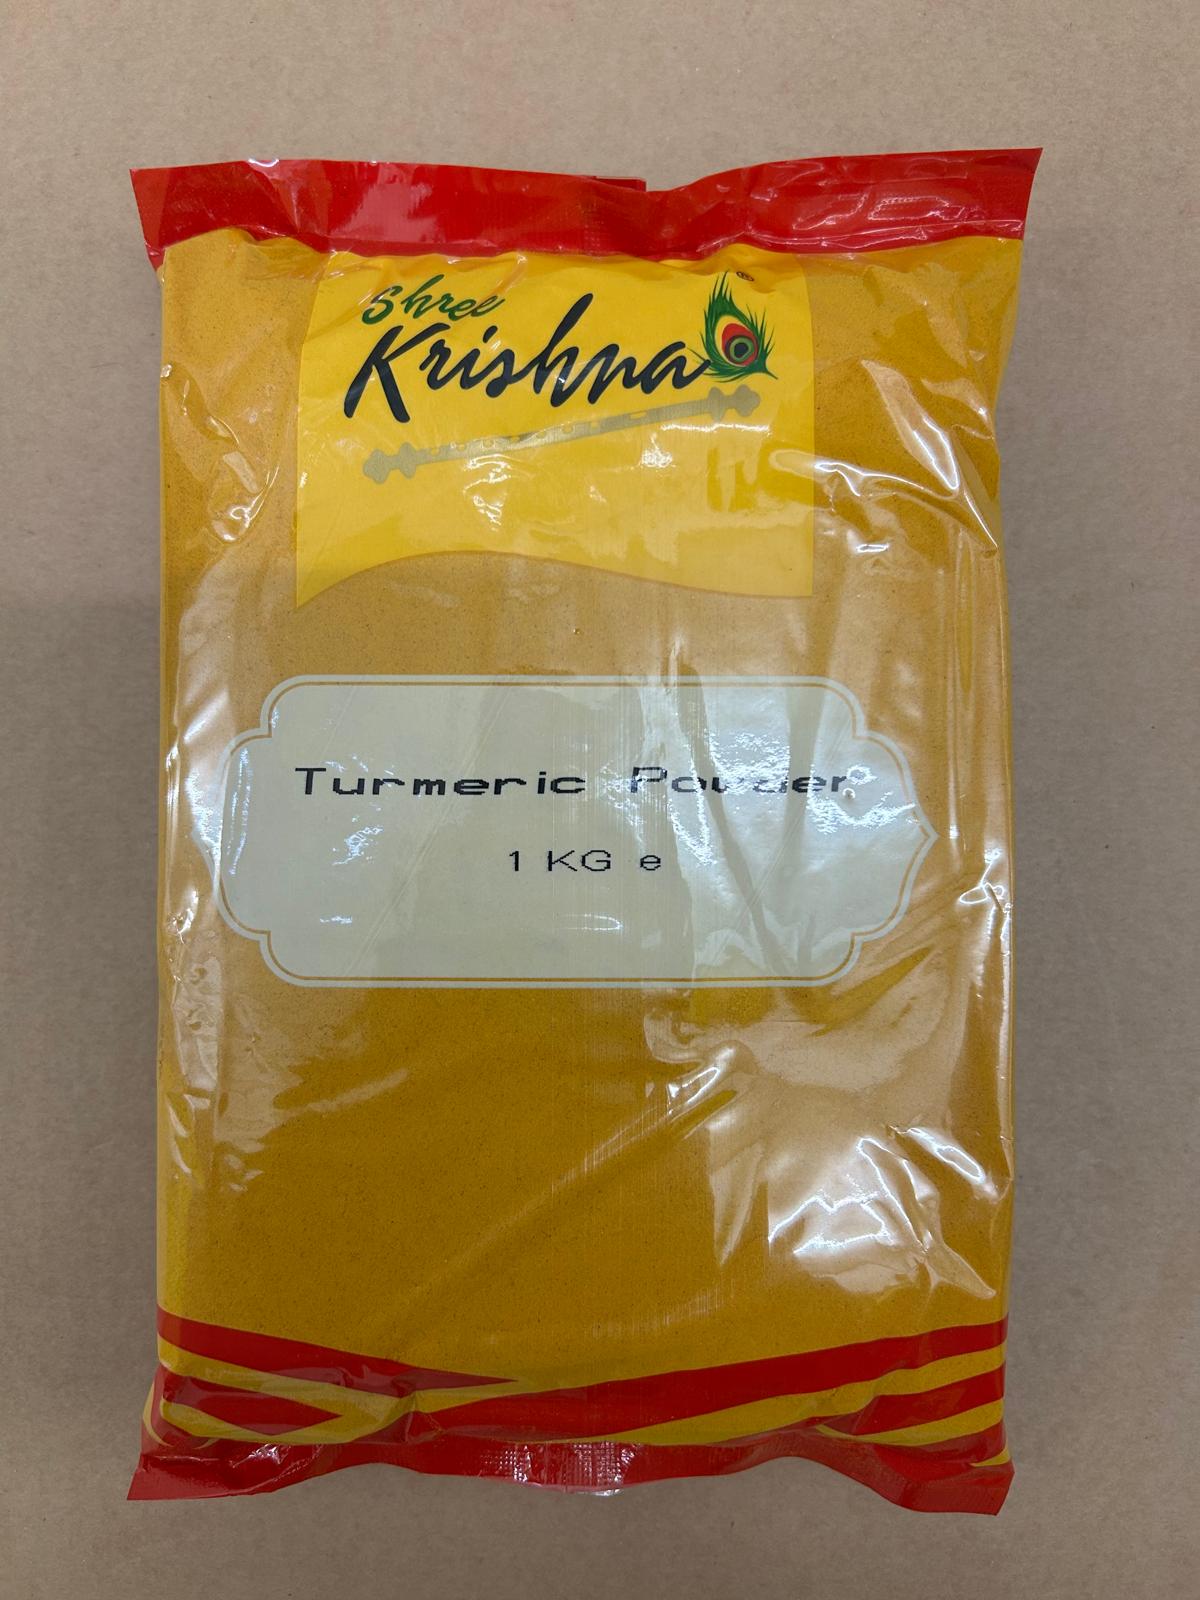 Shree
Krishna®
Turmeric Powder
1 KG e